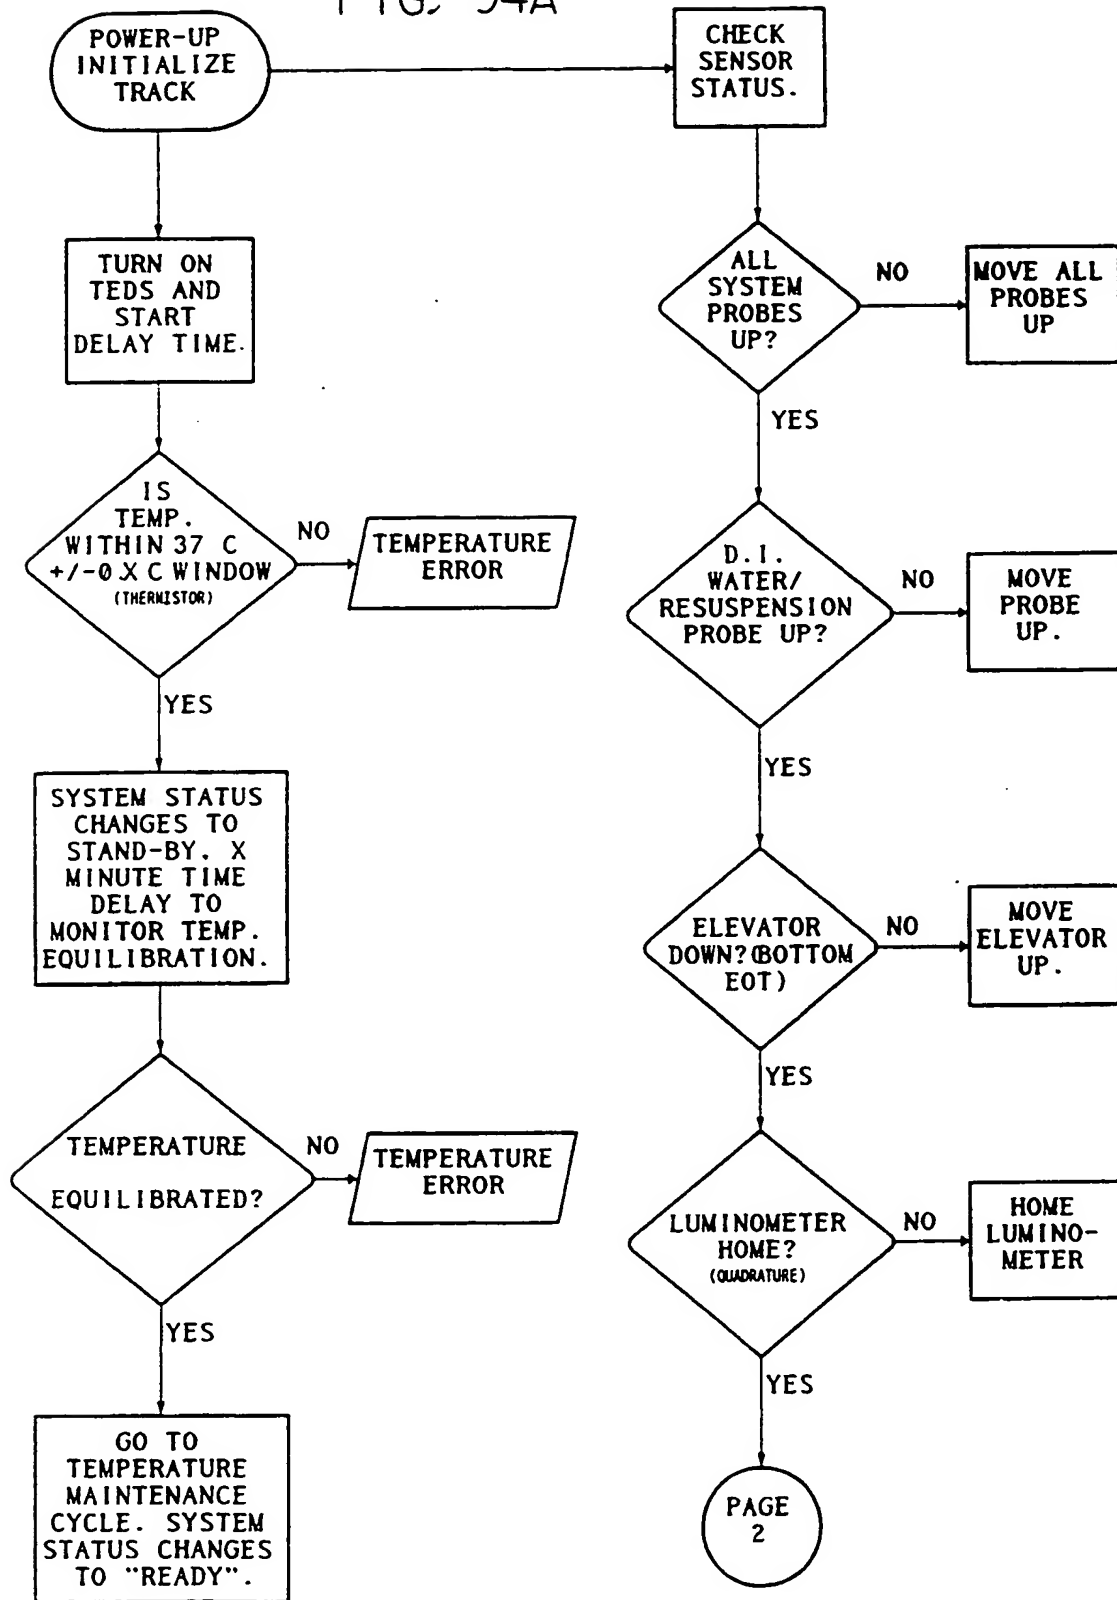 FIG. 94A
POWER-UP
INITIALIZE
TRACK
TURN ON
TEDS AND
START
DELAY TIME.
IS
TEMP.
WITHIN 37 C
+/-0.X C WINDOW
(THERMISTOR)
NO
TEMPERATURE
ERROR
YES
SYSTEM STATUS
CHANGES TO
STAND-BY. X
MINUTE TIME
DELAY TO
MONITOR TEMP.
EQUILIBRATION.
TEMPERATURE
EQUILIBRATED?
NO
TEMPERATURE
ERROR
YES
GO TO
TEMPERATURE
MAINTENANCE
CYCLE. SYSTEM
STATUS CHANGES
TO "READY".
CHECK
SENSOR
STATUS.
ALL
SYSTEM
PROBES
UP?
NO
MOVE ALL
PROBES
UP
YES
D.I.
WATER/
RESUSPENSION
PROBE UP?
NO
MOVE
PROBE
UP.
YES
ELEVATOR
DOWN?(BOTTOM
EOT)
NO
MOVE
ELEVATOR
UP.
YES
LUMINOMETER
HOME?
(QUADRATURE)
NO
HOME
LUMINO-
METER
YES
PAGE
2